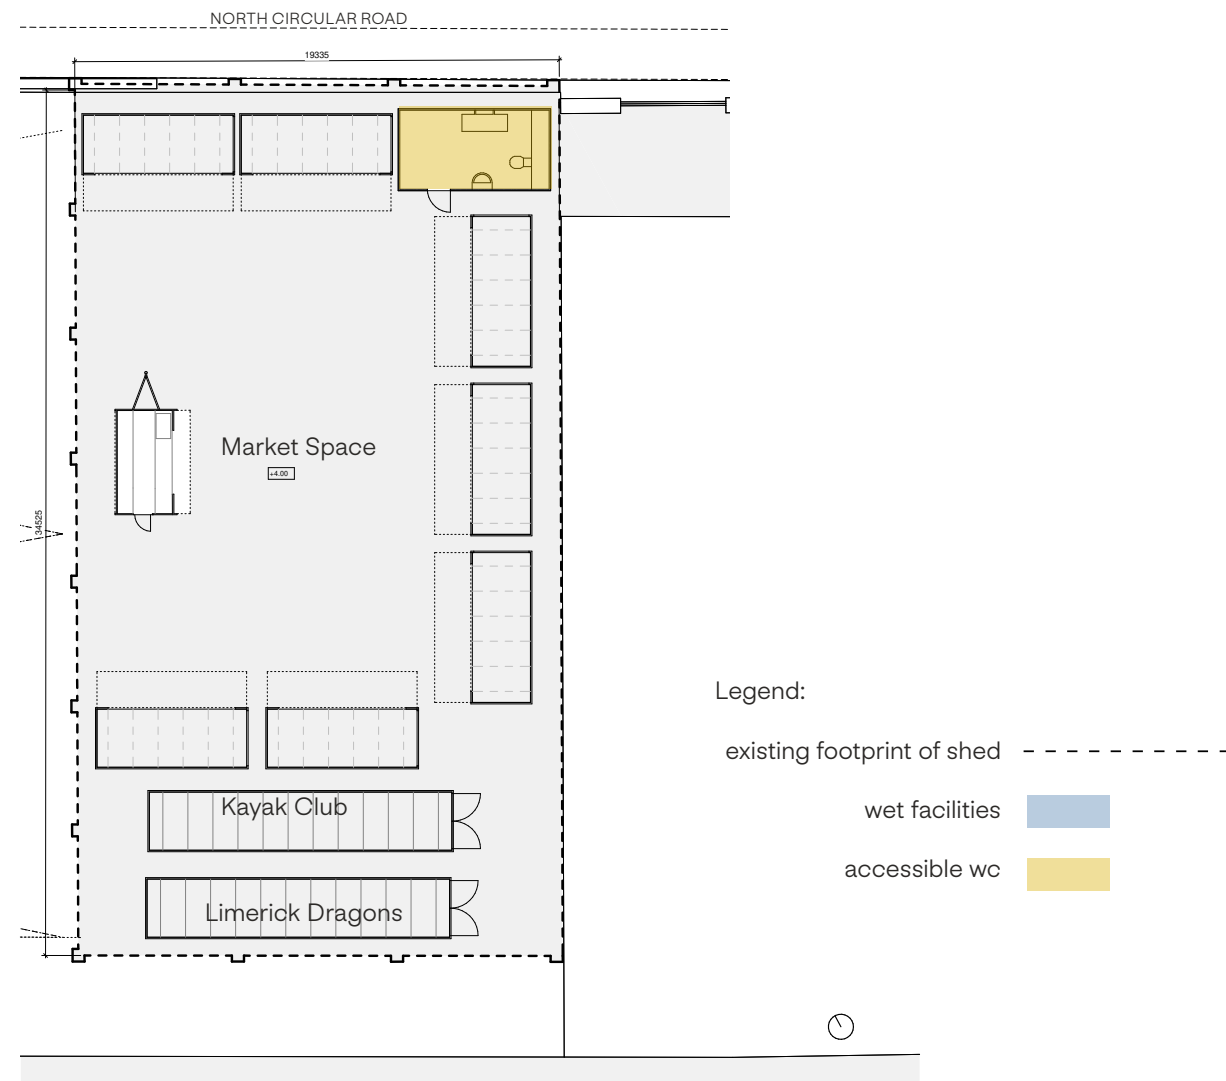 NORTH CIRCULAR ROAD
19335
Market Space
+4.00
34525
Legend:
existing footprint of shed
Kayak Club
wet facilities
accessible wc
Limerick Dragons